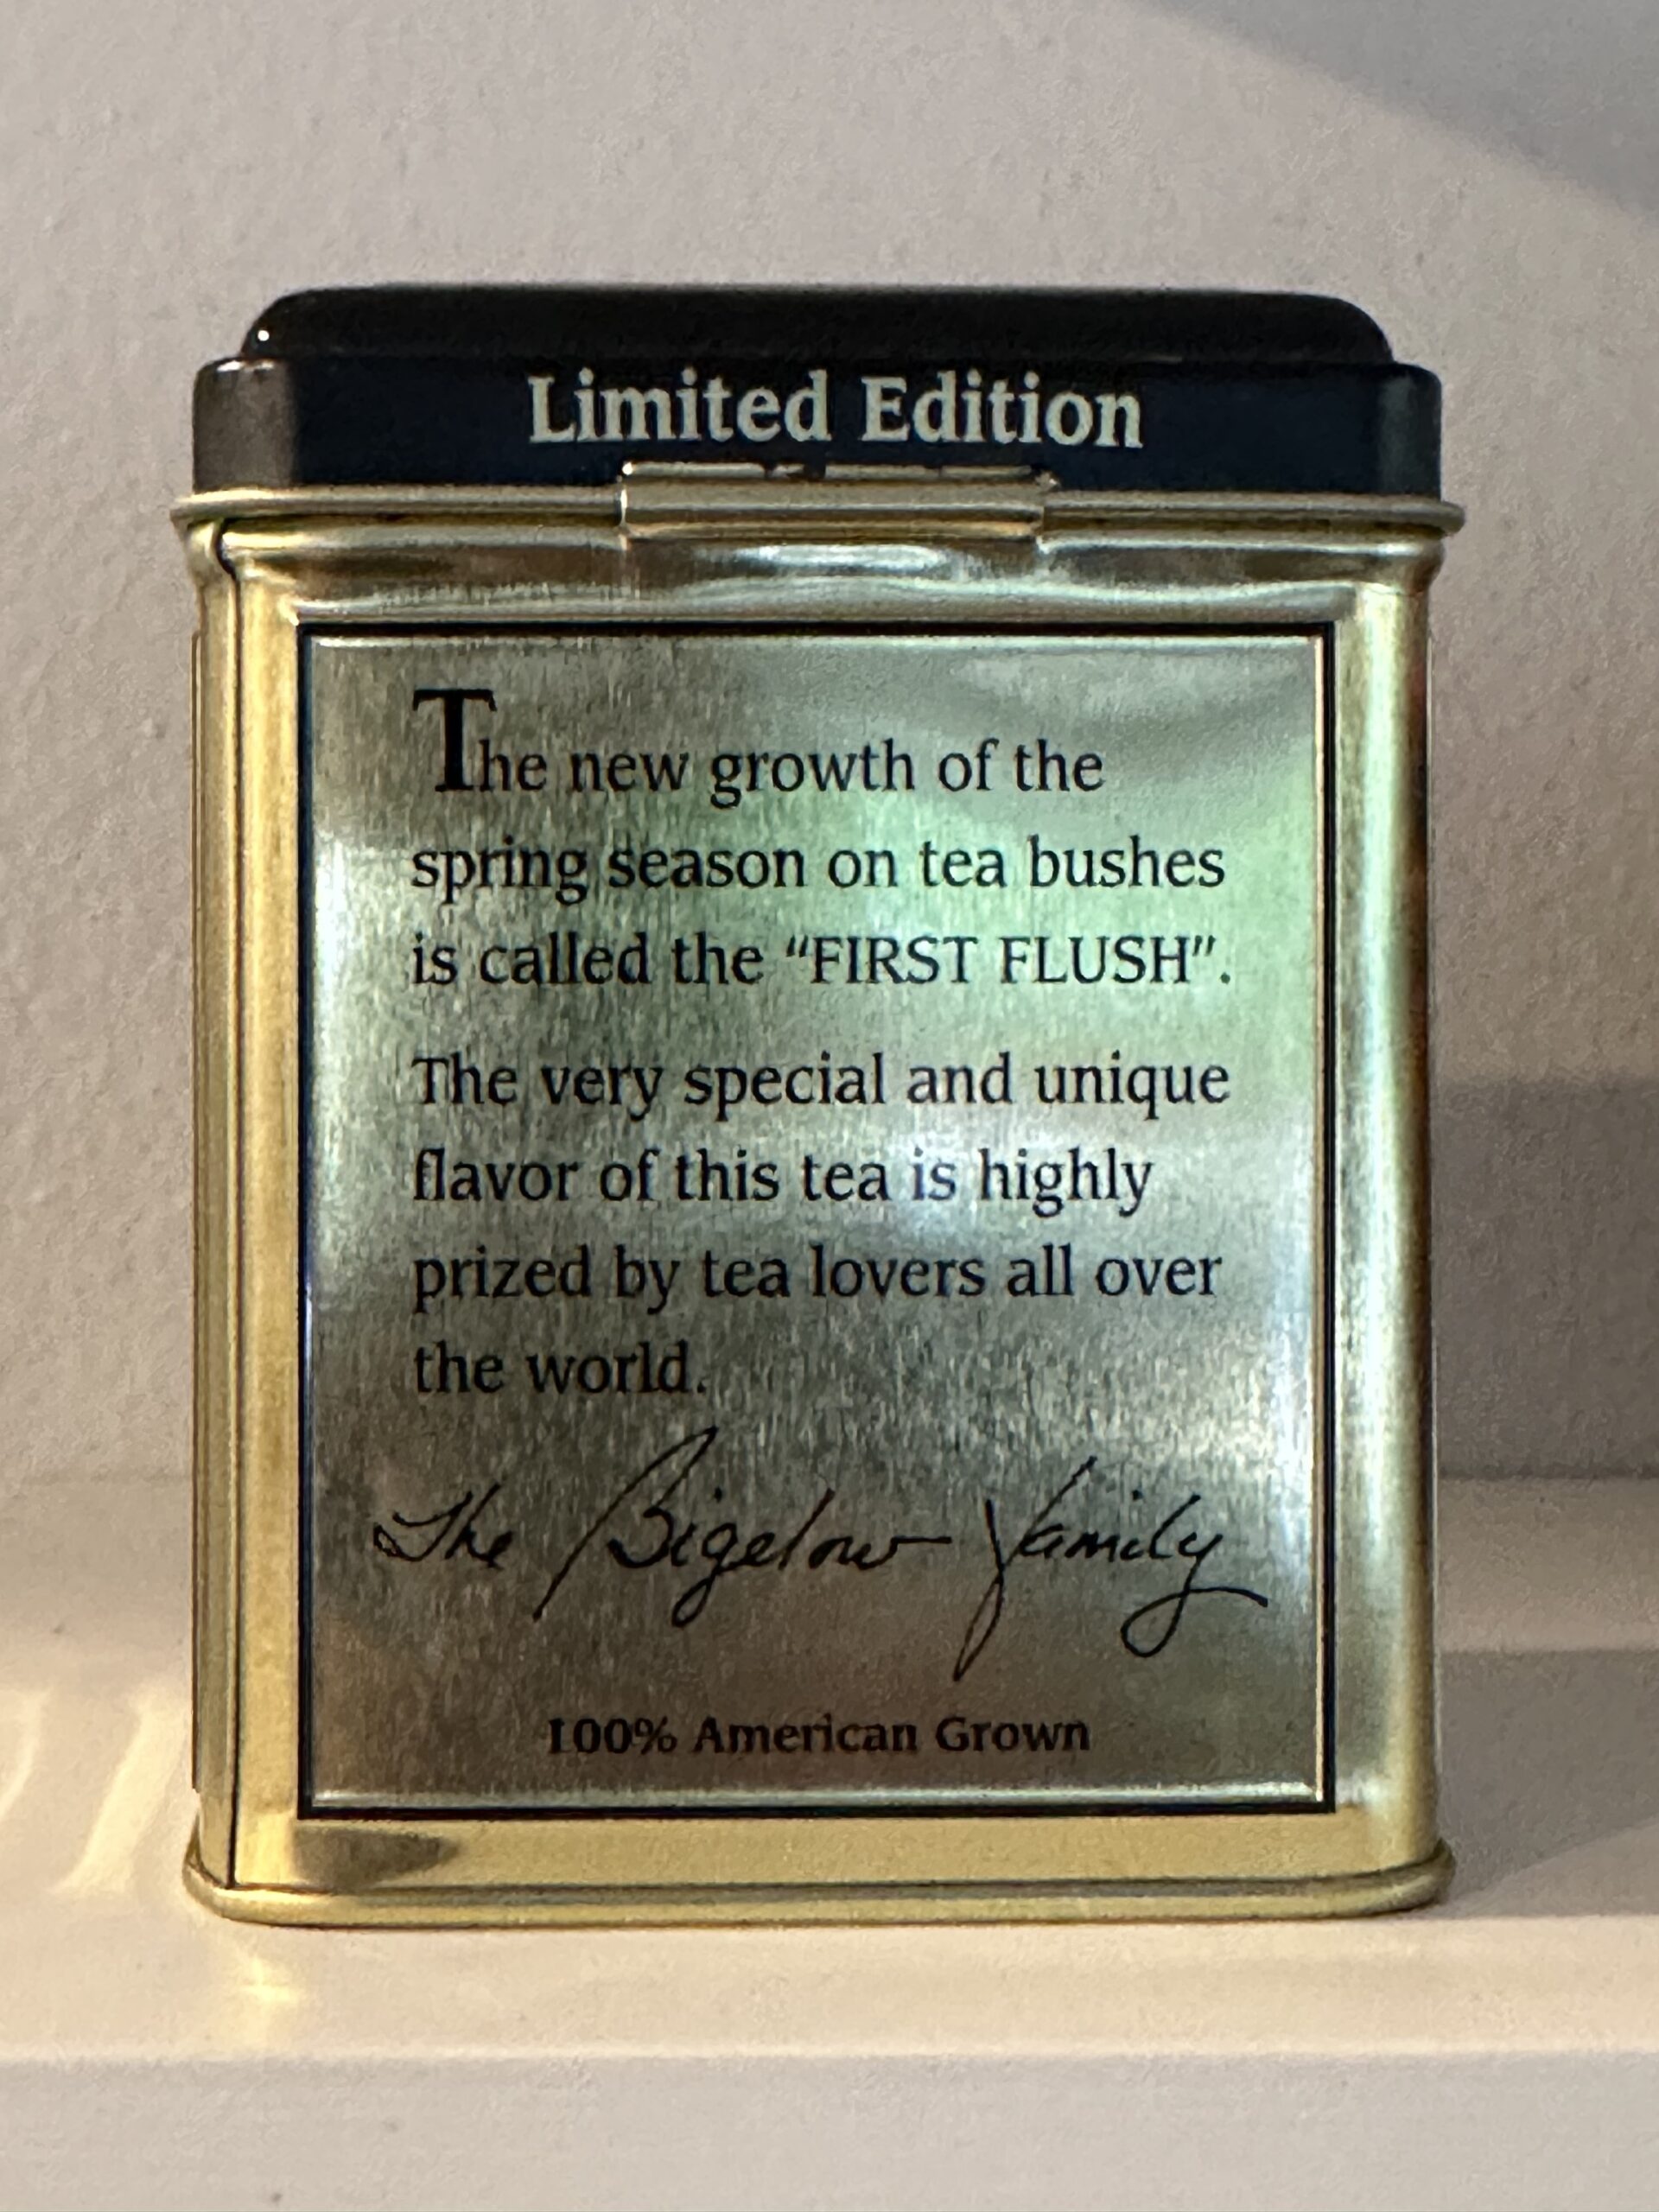 Limited Edition
The new growth of the
spring season on tea bushes
is called the “FIRST FLUSH”.
The very special and unique
flavor of this tea is highly
prized by tea lovers all over
the world.
The Bigelow Family
100% American Grown